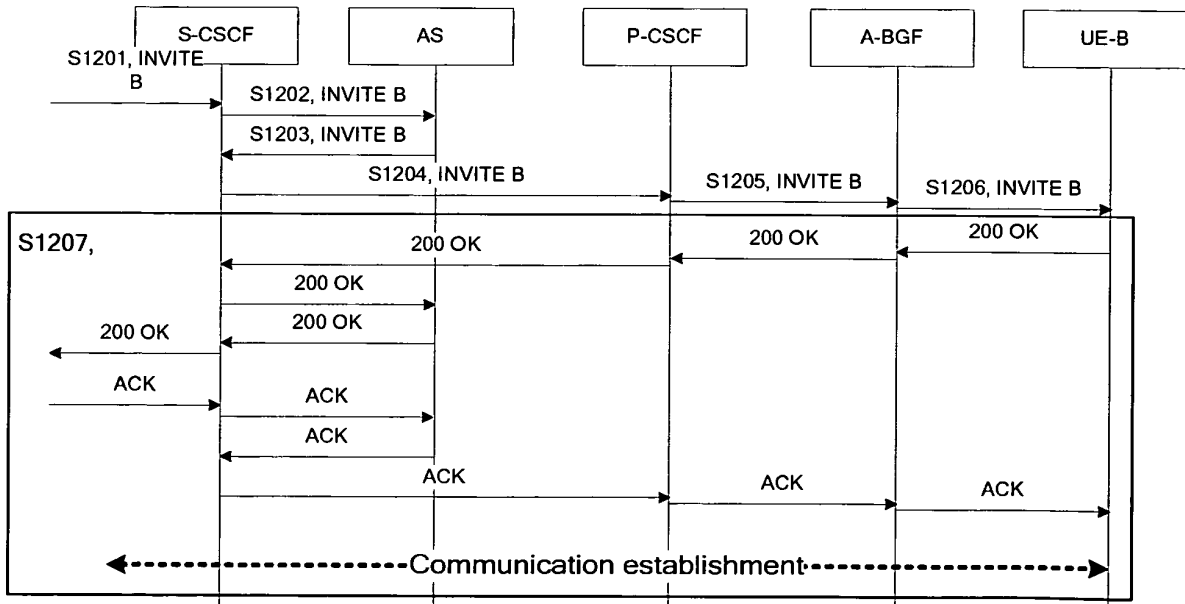 S-CSCF
AS
P-CSCF
A-BGF
UE-B
S1201, INVITE
B
S1202, INVITE B
S1203, INVITE B
S1204, INVITE B
S1205, INVITE B
S1206, INVITE B
S1207,
200 OK
200 OK
200 OK
200 OK
200 OK
200 OK
ACK
ACK
ACK
ACK
ACK
ACK
Communication establishment